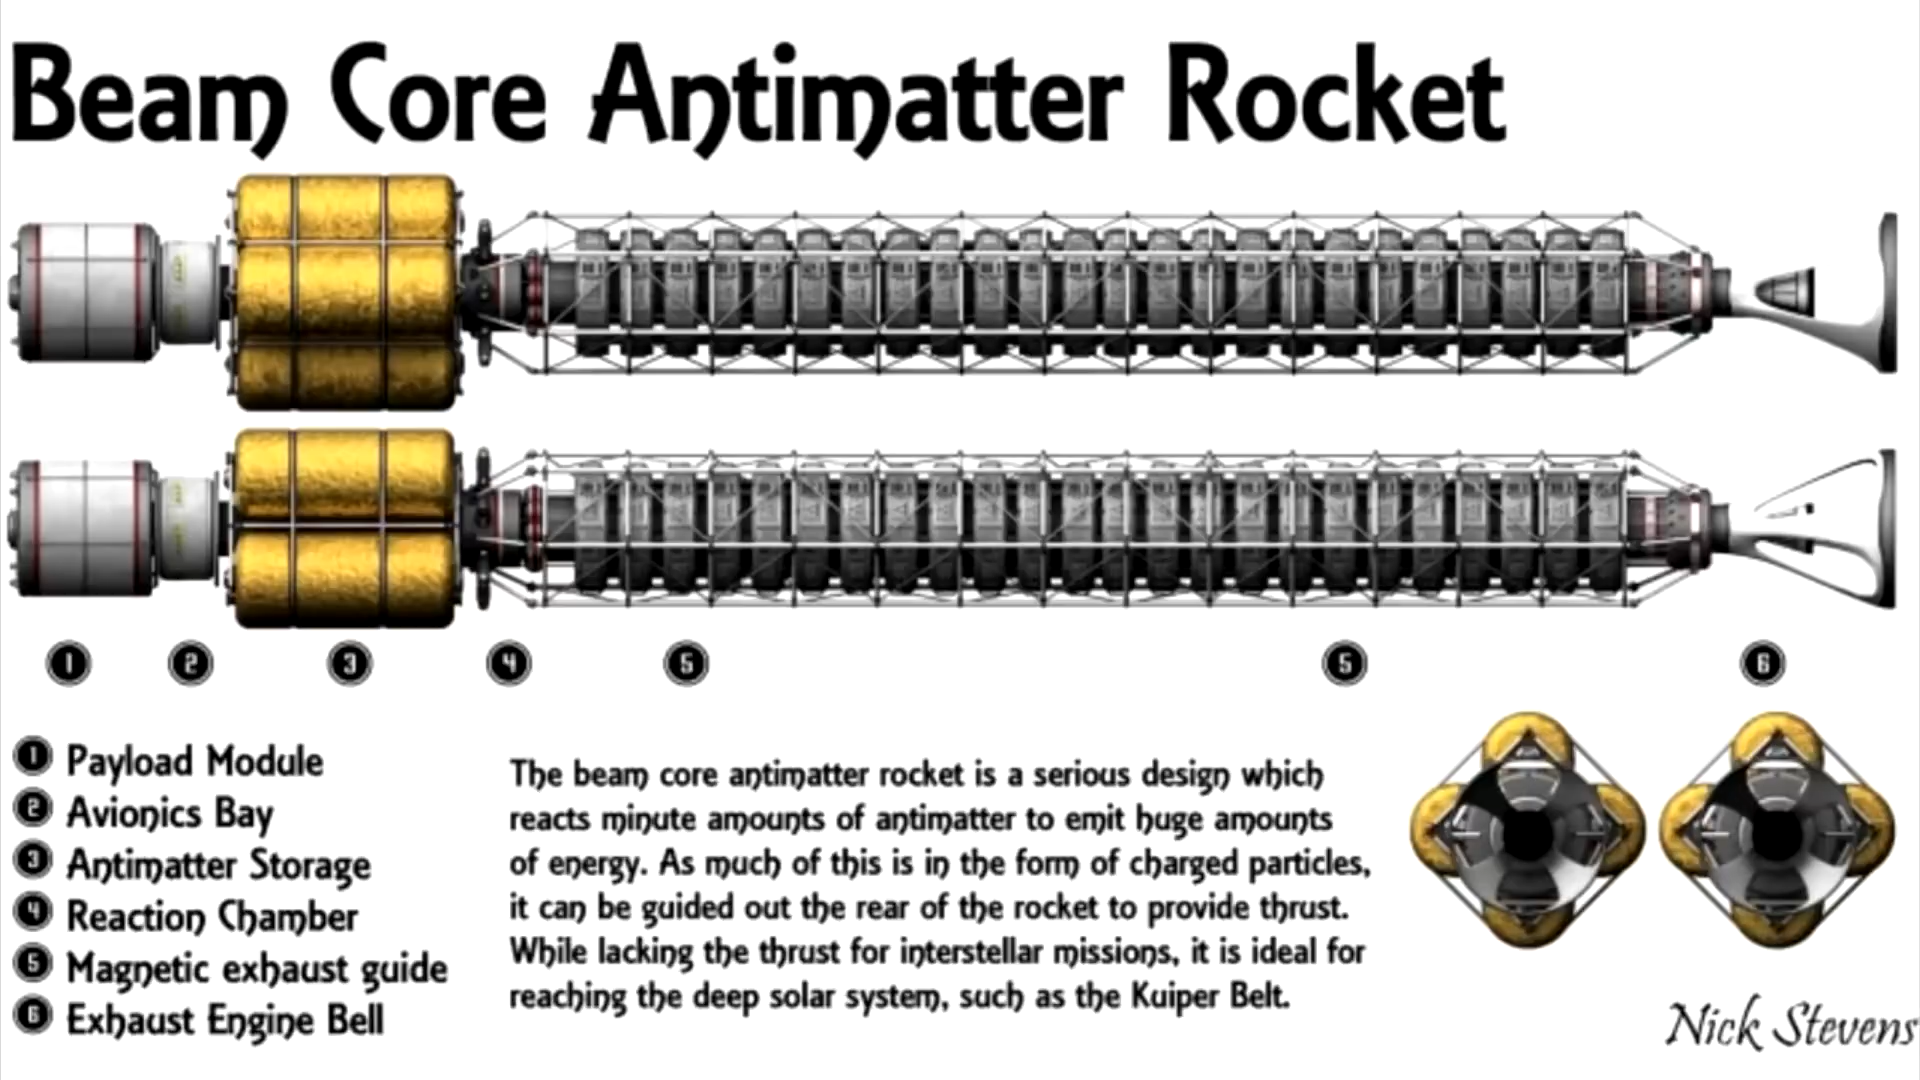 Beam Core Antimatter Rocket
1 2 3 4 5 5 6
1 Payload Module
2 Avionics Bay
3 Antimatter Storage
4 Reaction Chamber
5 Magnetic exhaust guide
6 Exhaust Engine Bell
The beam core antimatter rocket is a serious design which
reacts minute amounts of antimatter to emit huge amounts
of energy. As much of this is in the form of charged particles,
it can be guided out the rear of the rocket to provide thrust.
While lacking the thrust for interstellar missions, it is ideal for
reaching the deep solar system, such as the Kuiper Belt.
Nick Stevens